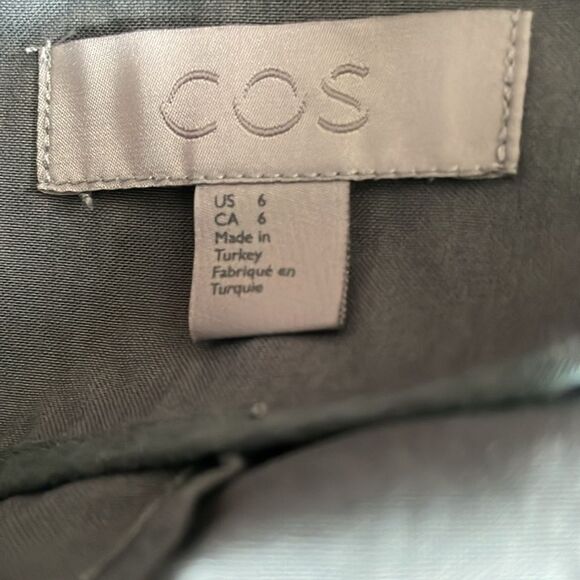 COS
US 6
CA 6
Made in
Turkey
Fabriqué en
Turquie